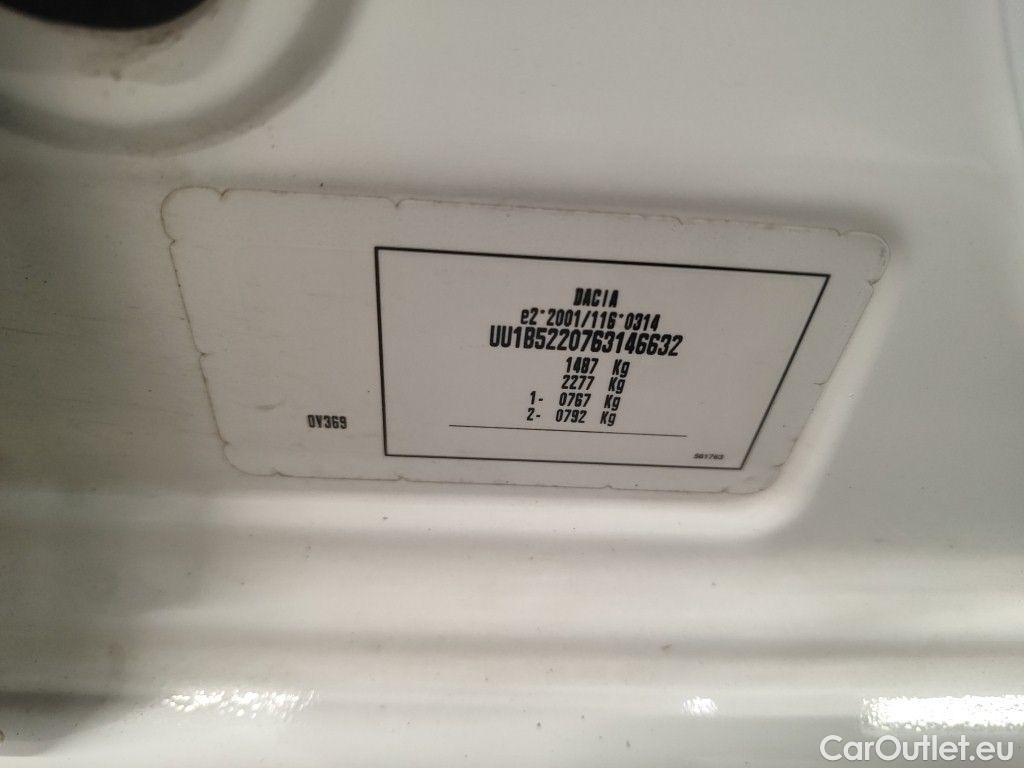 DACIA
e2*2001/116*0314
UU1B5220763146632
1487 Kg
2277 Kg
1- 0767 Kg
2- 0792 Kg
OV369
561763
CarOutlet.eu